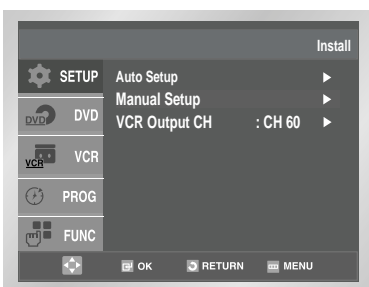 Install
SETUP
Auto Setup
Manual Setup
VCR Output CH : CH 60
DVD DVD
VCR VCR
PROG
FUNC
OK RETURN MENU